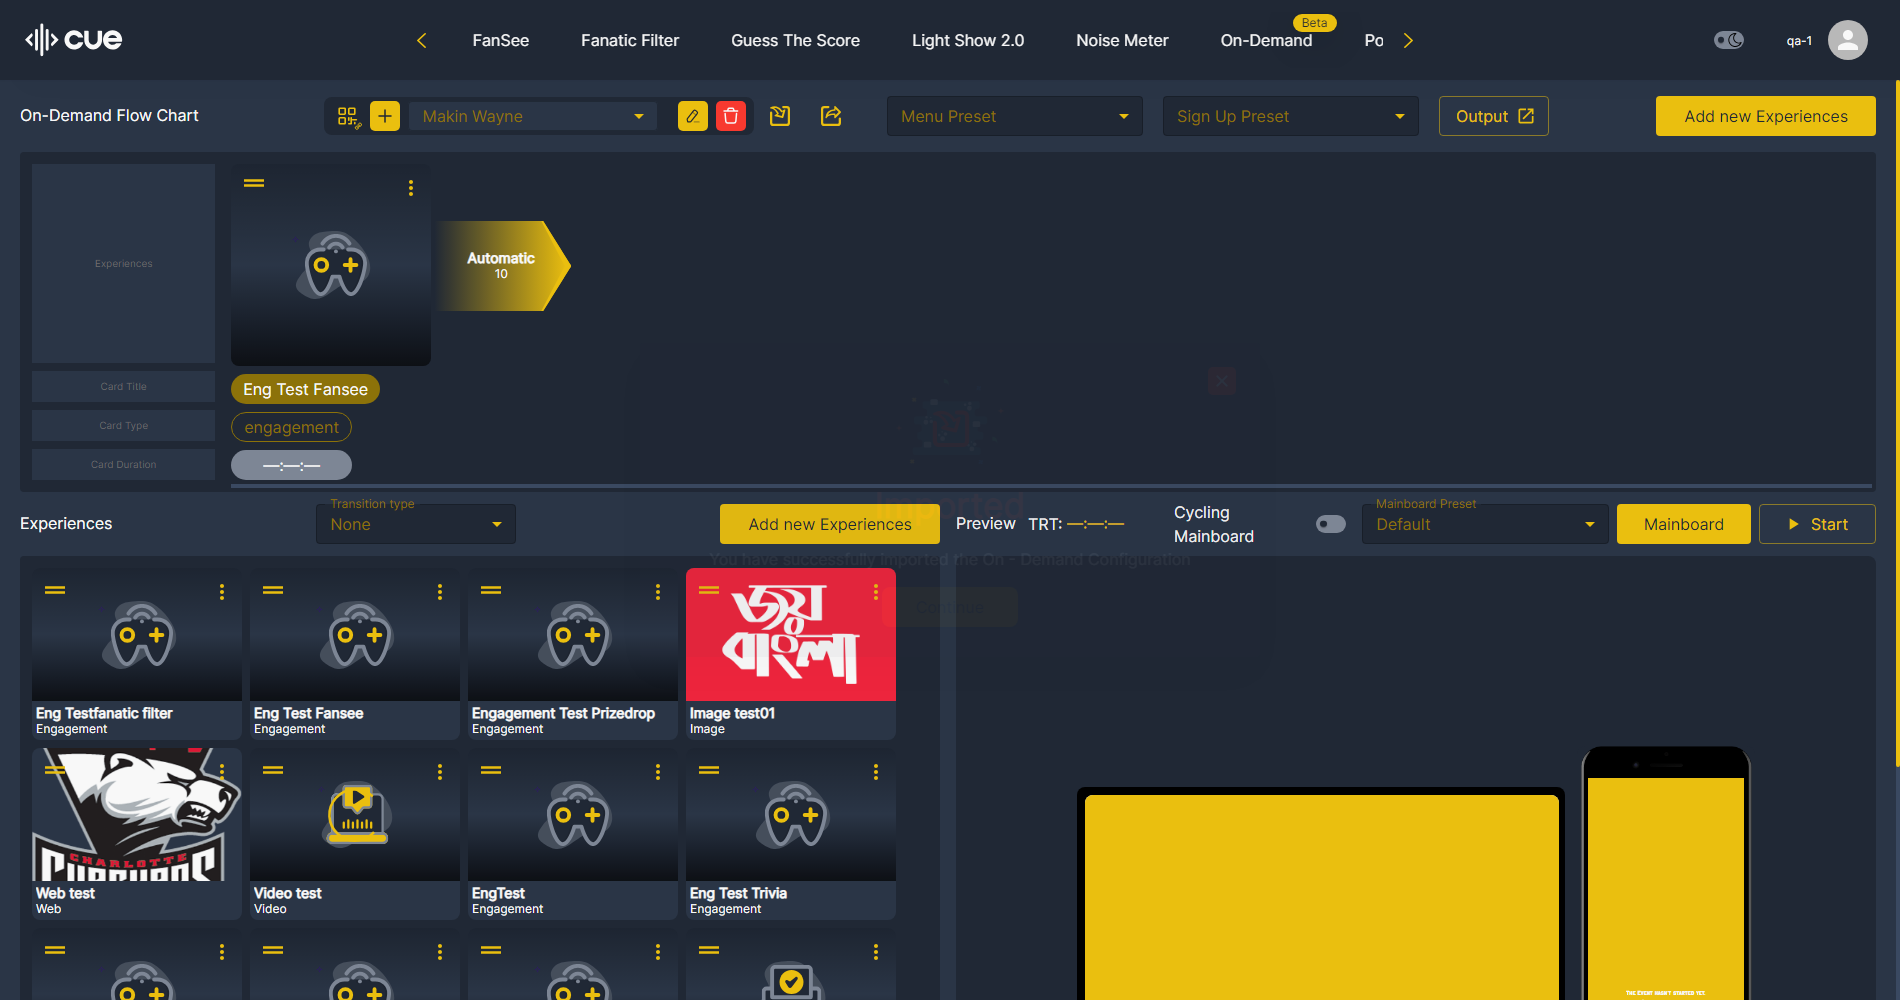 cue
FanSee
Fanatic Filter
Guess The Score
Light Show 2.0
Noise Meter
On-Demand
Beta
Po
qa-1
On-Demand Flow Chart
Makin Wayne
Menu Preset
Sign Up Preset
Output
Add new Experiences
Experiences
Automatic
10
Card Title
Eng Test Fansee
Card Type
engagement
Card Duration
—:—:—
Experiences
Transition type
None
Add new Experiences
Preview
TRT: —:—:—
Cycling
Mainboard
Mainboard Preset
Default
Mainboard
Start
Imported
You have successfully imported the On - Demand Configuration
Continue
জয়
বাংলা
Eng Testfanatic filter
Engagement
Eng Test Fansee
Engagement
Engagement Test Prizedrop
Engagement
Image test01
Image
CHARLOTTE
Web test
Web
Video test
Video
EngTest
Engagement
Eng Test Trivia
Engagement
THE EVENT HASN'T STARTED YET.